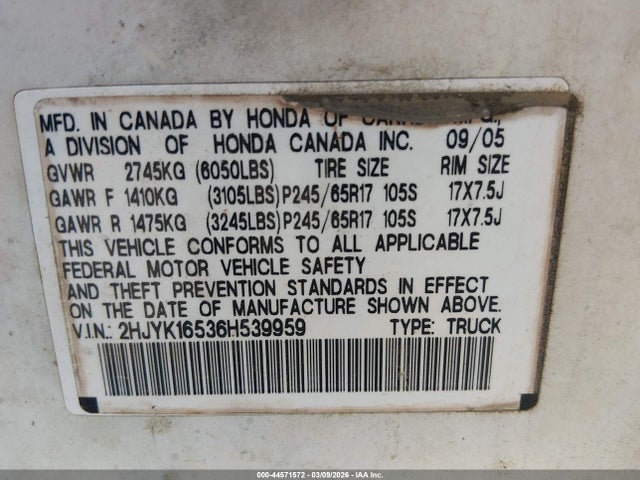 MFD. IN CANADA BY HONDA OF CANADA
A DIVISION OF HONDA CANADA INC. 09/05
GVWR 2745KG (6050LBS) TIRE SIZE RIM SIZE
GAWR F 1410KG (3105LBS) P245/65R17 105S 17X7.5J
GAWR R 1475KG (3245LBS) P245/65R17 105S 17X7.5J
THIS VEHICLE CONFORMS TO ALL APPLICABLE
FEDERAL MOTOR VEHICLE SAFETY
AND THEFT PREVENTION STANDARDS IN EFFECT
ON THE DATE OF MANUFACTURE SHOWN ABOVE.
V.I.N.: 2HJYK16536H539959 TYPE: TRUCK
000-44571572 | 03/09/2026 | IAA Inc.